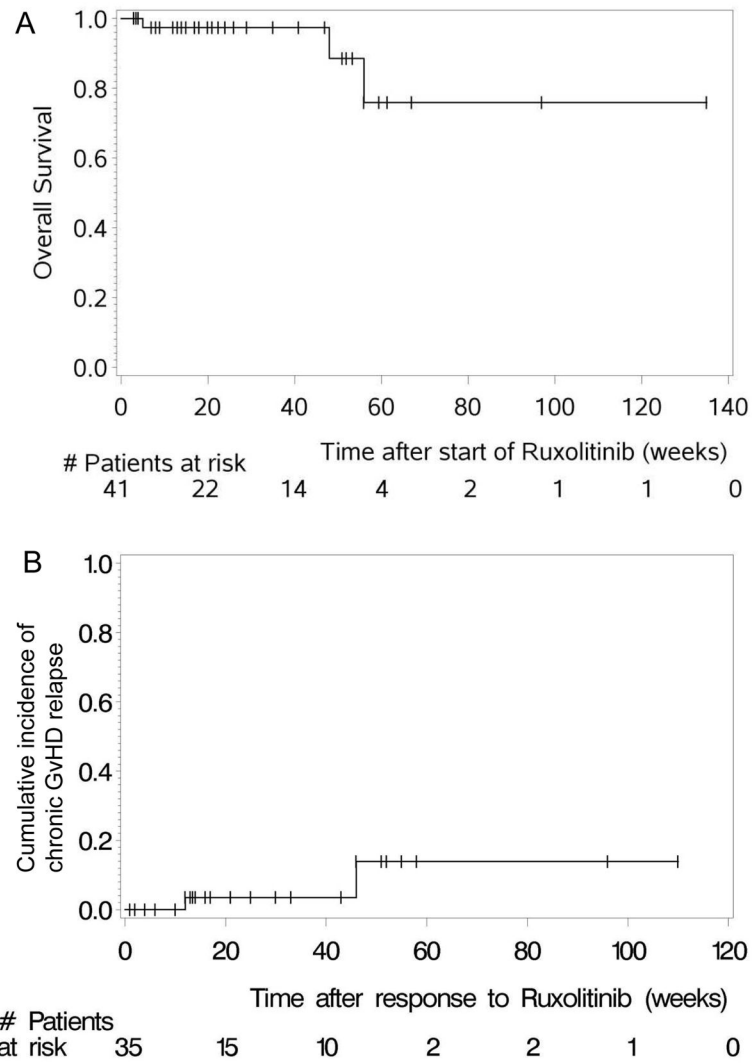 A
1.0
0.8
0.6
0.4
0.2
0.0
Overall Survival
0 20 40 60 80 100 120 140
Time after start of Ruxolitinib (weeks)
# Patients at risk
41 22 14 4 2 1 1 0
B
1.0
0.8
0.6
0.4
0.2
0.0
Cumulative incidence of
chronic GvHD relapse
0 20 40 60 80 100 120
Time after response to Ruxolitinib (weeks)
# Patients
at risk 35 15 10 2 2 1 0